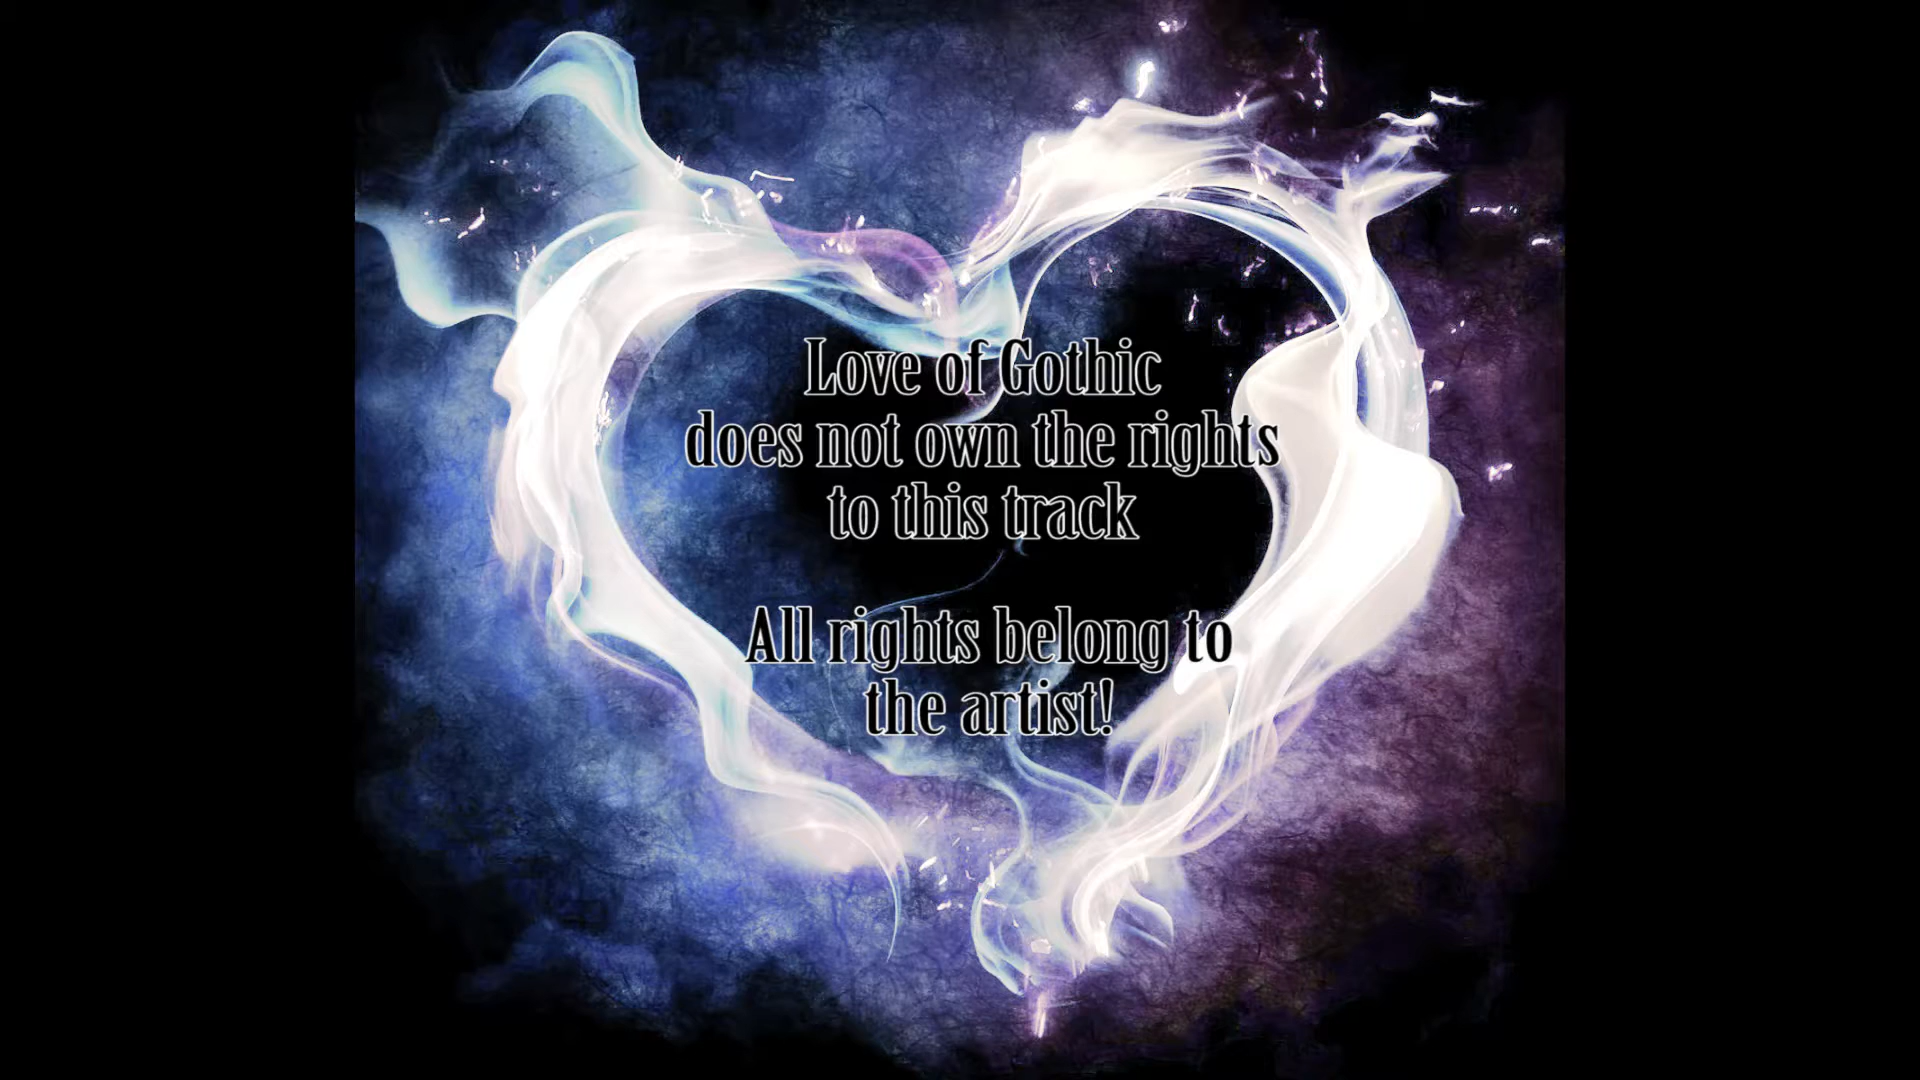 Love of Gothic
does not own the rights
to this track
All rights belong to
the artist!